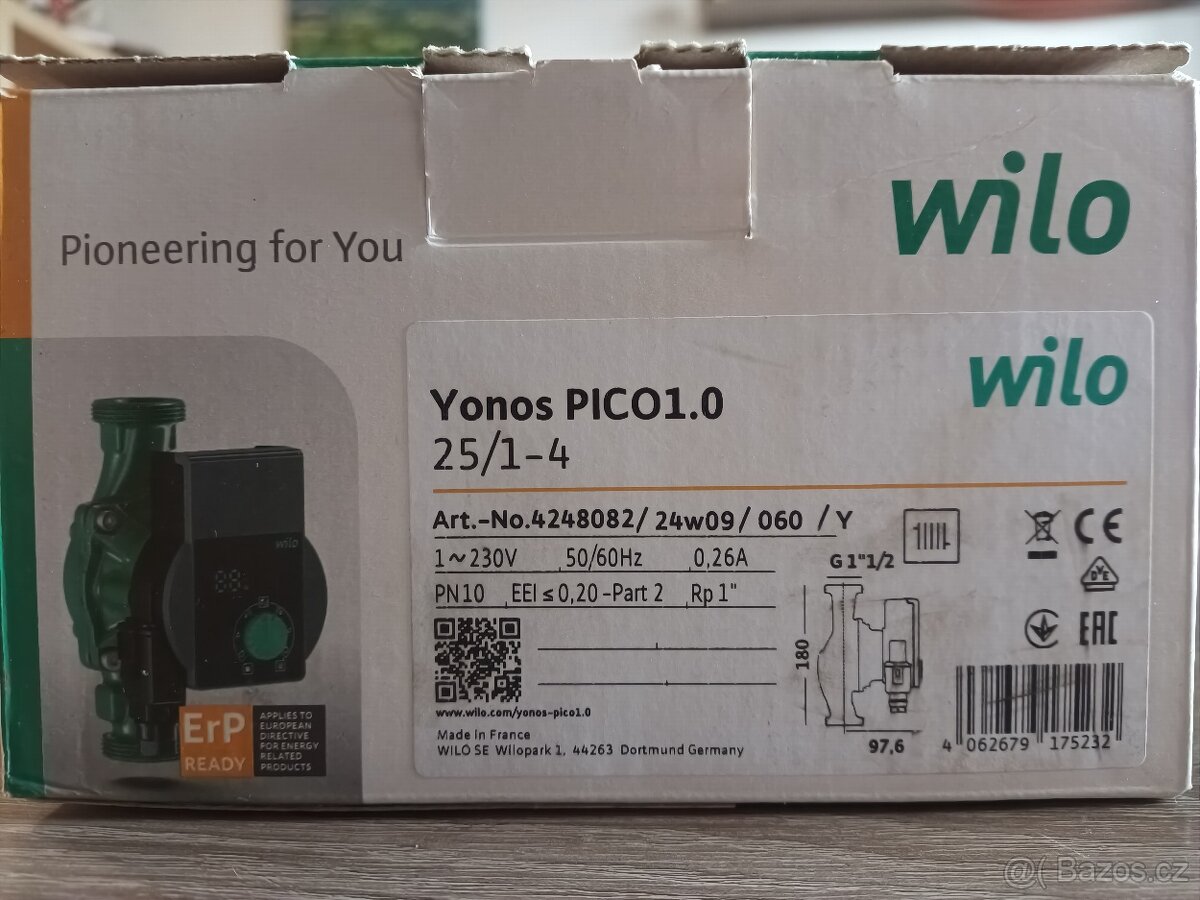 Pioneering for You
wilo
wilo
Yonos PICO1.0
25/1-4
Art.-No.4248082/ 24w09/ 060 /Y
1~230V 50/60Hz 0,26A
PN10 EEI ≤ 0,20 -Part 2 Rp 1"
www.wilo.com/yonos-pico1.0
Made in France
WILO SE Wilopark 1, 44263 Dortmund Germany
G 1"1/2
180
97,6
CE
DVE
EAC
4 062679 175232
wilo
ErP
READY
APPLIES TO
EUROPEAN
DIRECTIVE
FOR ENERGY
RELATED
PRODUCTS
@( Bazos.cz